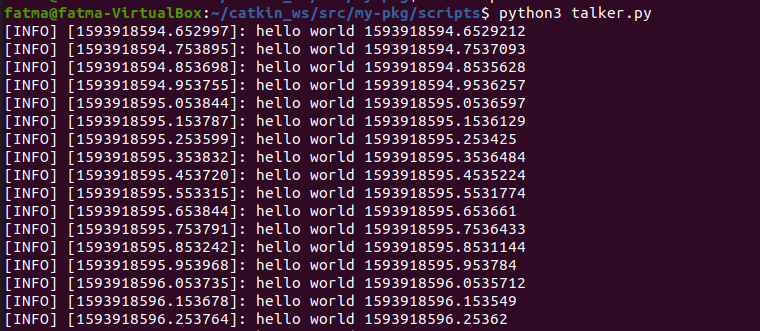 fatma@fatma-VirtualBox:~/catkin_ws/src/my-pkg/scripts$ python3 talker.py
[INFO] [1593918594.652997]: hello world 1593918594.6529212
[INFO] [1593918594.753895]: hello world 1593918594.7537093
[INFO] [1593918594.853698]: hello world 1593918594.8535628
[INFO] [1593918594.953755]: hello world 1593918594.9536257
[INFO] [1593918595.053844]: hello world 1593918595.0536597
[INFO] [1593918595.153787]: hello world 1593918595.1536129
[INFO] [1593918595.253599]: hello world 1593918595.253425
[INFO] [1593918595.353832]: hello world 1593918595.3536484
[INFO] [1593918595.453720]: hello world 1593918595.4535224
[INFO] [1593918595.553315]: hello world 1593918595.5531774
[INFO] [1593918595.653844]: hello world 1593918595.653661
[INFO] [1593918595.753791]: hello world 1593918595.7536433
[INFO] [1593918595.853242]: hello world 1593918595.8531144
[INFO] [1593918595.953968]: hello world 1593918595.953784
[INFO] [1593918596.053735]: hello world 1593918596.0535712
[INFO] [1593918596.153678]: hello world 1593918596.153549
[INFO] [1593918596.253764]: hello world 1593918596.25362